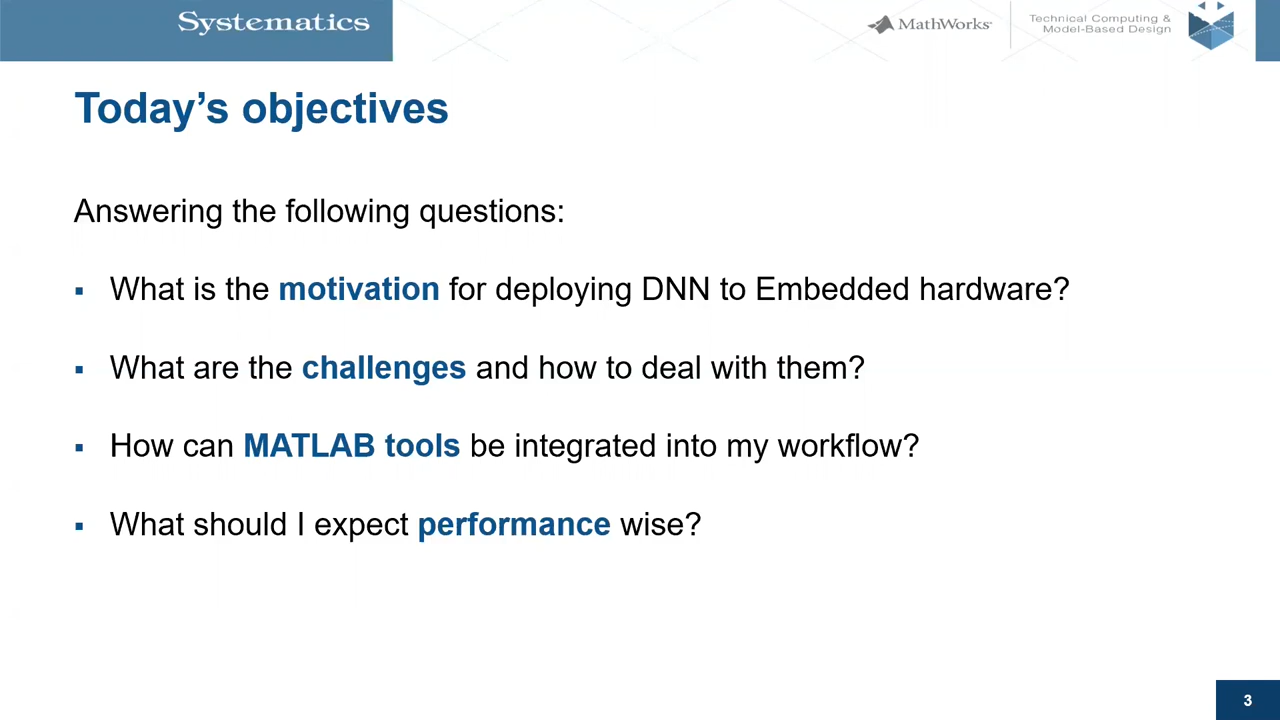 Systematics
MathWorks
Technical Computing &
Model-Based Design
Today's objectives
Answering the following questions:
▪ What is the motivation for deploying DNN to Embedded hardware?
▪ What are the challenges and how to deal with them?
▪ How can MATLAB tools be integrated into my workflow?
▪ What should I expect performance wise?
3